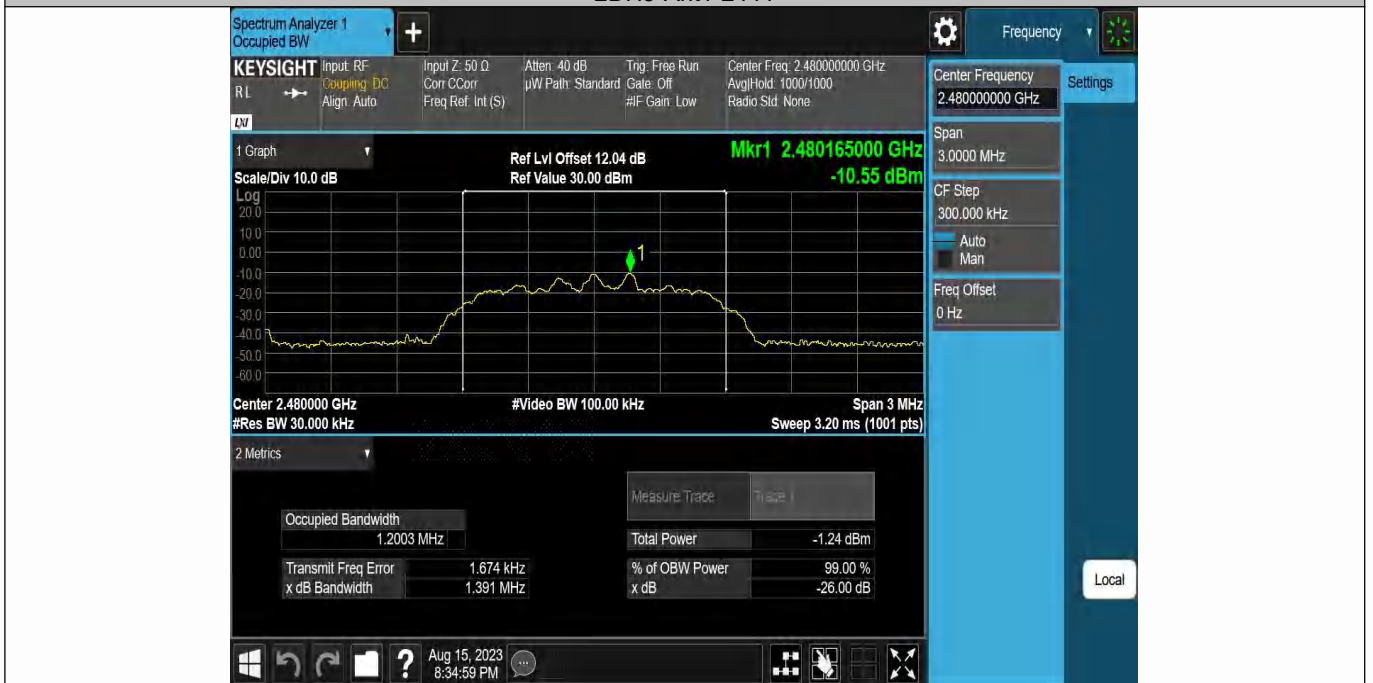 Spectrum Analyzer 1
Occupied BW
+
Frequency
KEYSIGHT
R L
LXI
Input: RF
Coupling: DC
Align: Auto
Input Z: 50 Ω
Corr CCorr
Freq Ref: Int (S)
Atten: 40 dB
µW Path: Standard
Trig: Free Run
Gate: Off
#IF Gain: Low
Center Freq: 2.480000000 GHz
Avg|Hold: 1000/1000
Radio Std: None
Center Frequency
2.480000000 GHz
Settings
Span
3.0000 MHz
CF Step
300.000 kHz
Auto
Man
Freq Offset
0 Hz
1 Graph
Scale/Div 10.0 dB
Ref Lvl Offset 12.04 dB
Ref Value 30.00 dBm
Mkr1 2.480165000 GHz
-10.55 dBm
Log
20.0
10.0
0.00
-10.0
-20.0
-30.0
-40.0
-50.0
-60.0
1
Center 2.480000 GHz
#Res BW 30.000 kHz
#Video BW 100.00 kHz
Span 3 MHz
Sweep 3.20 ms (1001 pts)
2 Metrics
Measure Trace
Trace 1
Occupied Bandwidth
1.2003 MHz
Total Power
-1.24 dBm
Transmit Freq Error
1.674 kHz
% of OBW Power
99.00 %
x dB Bandwidth
1.391 MHz
x dB
-26.00 dB
Local
?
Aug 15, 2023
8:34:59 PM